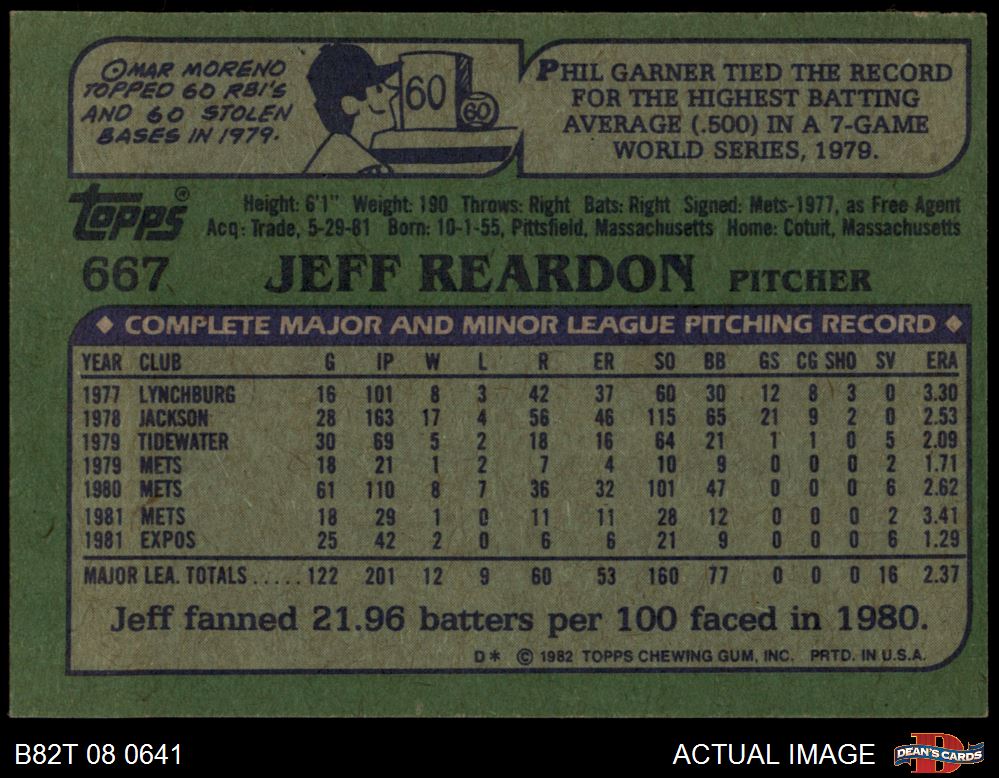 OMAR MORENO
TOPPED 60 RBI'S
AND 60 STOLEN
BASES IN 1979.
60
60
PHIL GARNER TIED THE RECORD
FOR THE HIGHEST BATTING
AVERAGE (.500) IN A 7-GAME
WORLD SERIES, 1979.
topps®
Height: 6'1" Weight: 190 Throws: Right Bats: Right Signed: Mets-1977, as Free Agent
Acq: Trade, 5-29-81 Born: 10-1-55, Pittsfield, Massachusetts Home: Cotuit, Massachusetts
667 JEFF REARDON PITCHER
◆ COMPLETE MAJOR AND MINOR LEAGUE PITCHING RECORD ◆
YEAR CLUB G IP W L R ER SO BB GS CG SHO SV ERA
1977 LYNCHBURG 16 101 8 3 42 37 60 30 12 8 3 0 3.30
1978 JACKSON 28 163 17 4 56 46 115 65 21 9 2 0 2.53
1979 TIDEWATER 30 69 5 2 18 16 64 21 1 1 0 5 2.09
1979 METS 18 21 1 2 7 4 10 9 0 0 0 2 1.71
1980 METS 61 110 8 7 36 32 101 47 0 0 0 6 2.62
1981 METS 18 29 1 0 11 11 28 12 0 0 0 2 3.41
1981 EXPOS 25 42 2 0 6 6 21 9 0 0 0 6 1.29
MAJOR LEA. TOTALS.....122 201 12 9 60 53 160 77 0 0 0 16 2.37
Jeff fanned 21.96 batters per 100 faced in 1980.
D* © 1982 TOPPS CHEWING GUM, INC. PRTD. IN U.S.A.
B82T 08 0641
ACTUAL IMAGE
DEAN'S CARDS